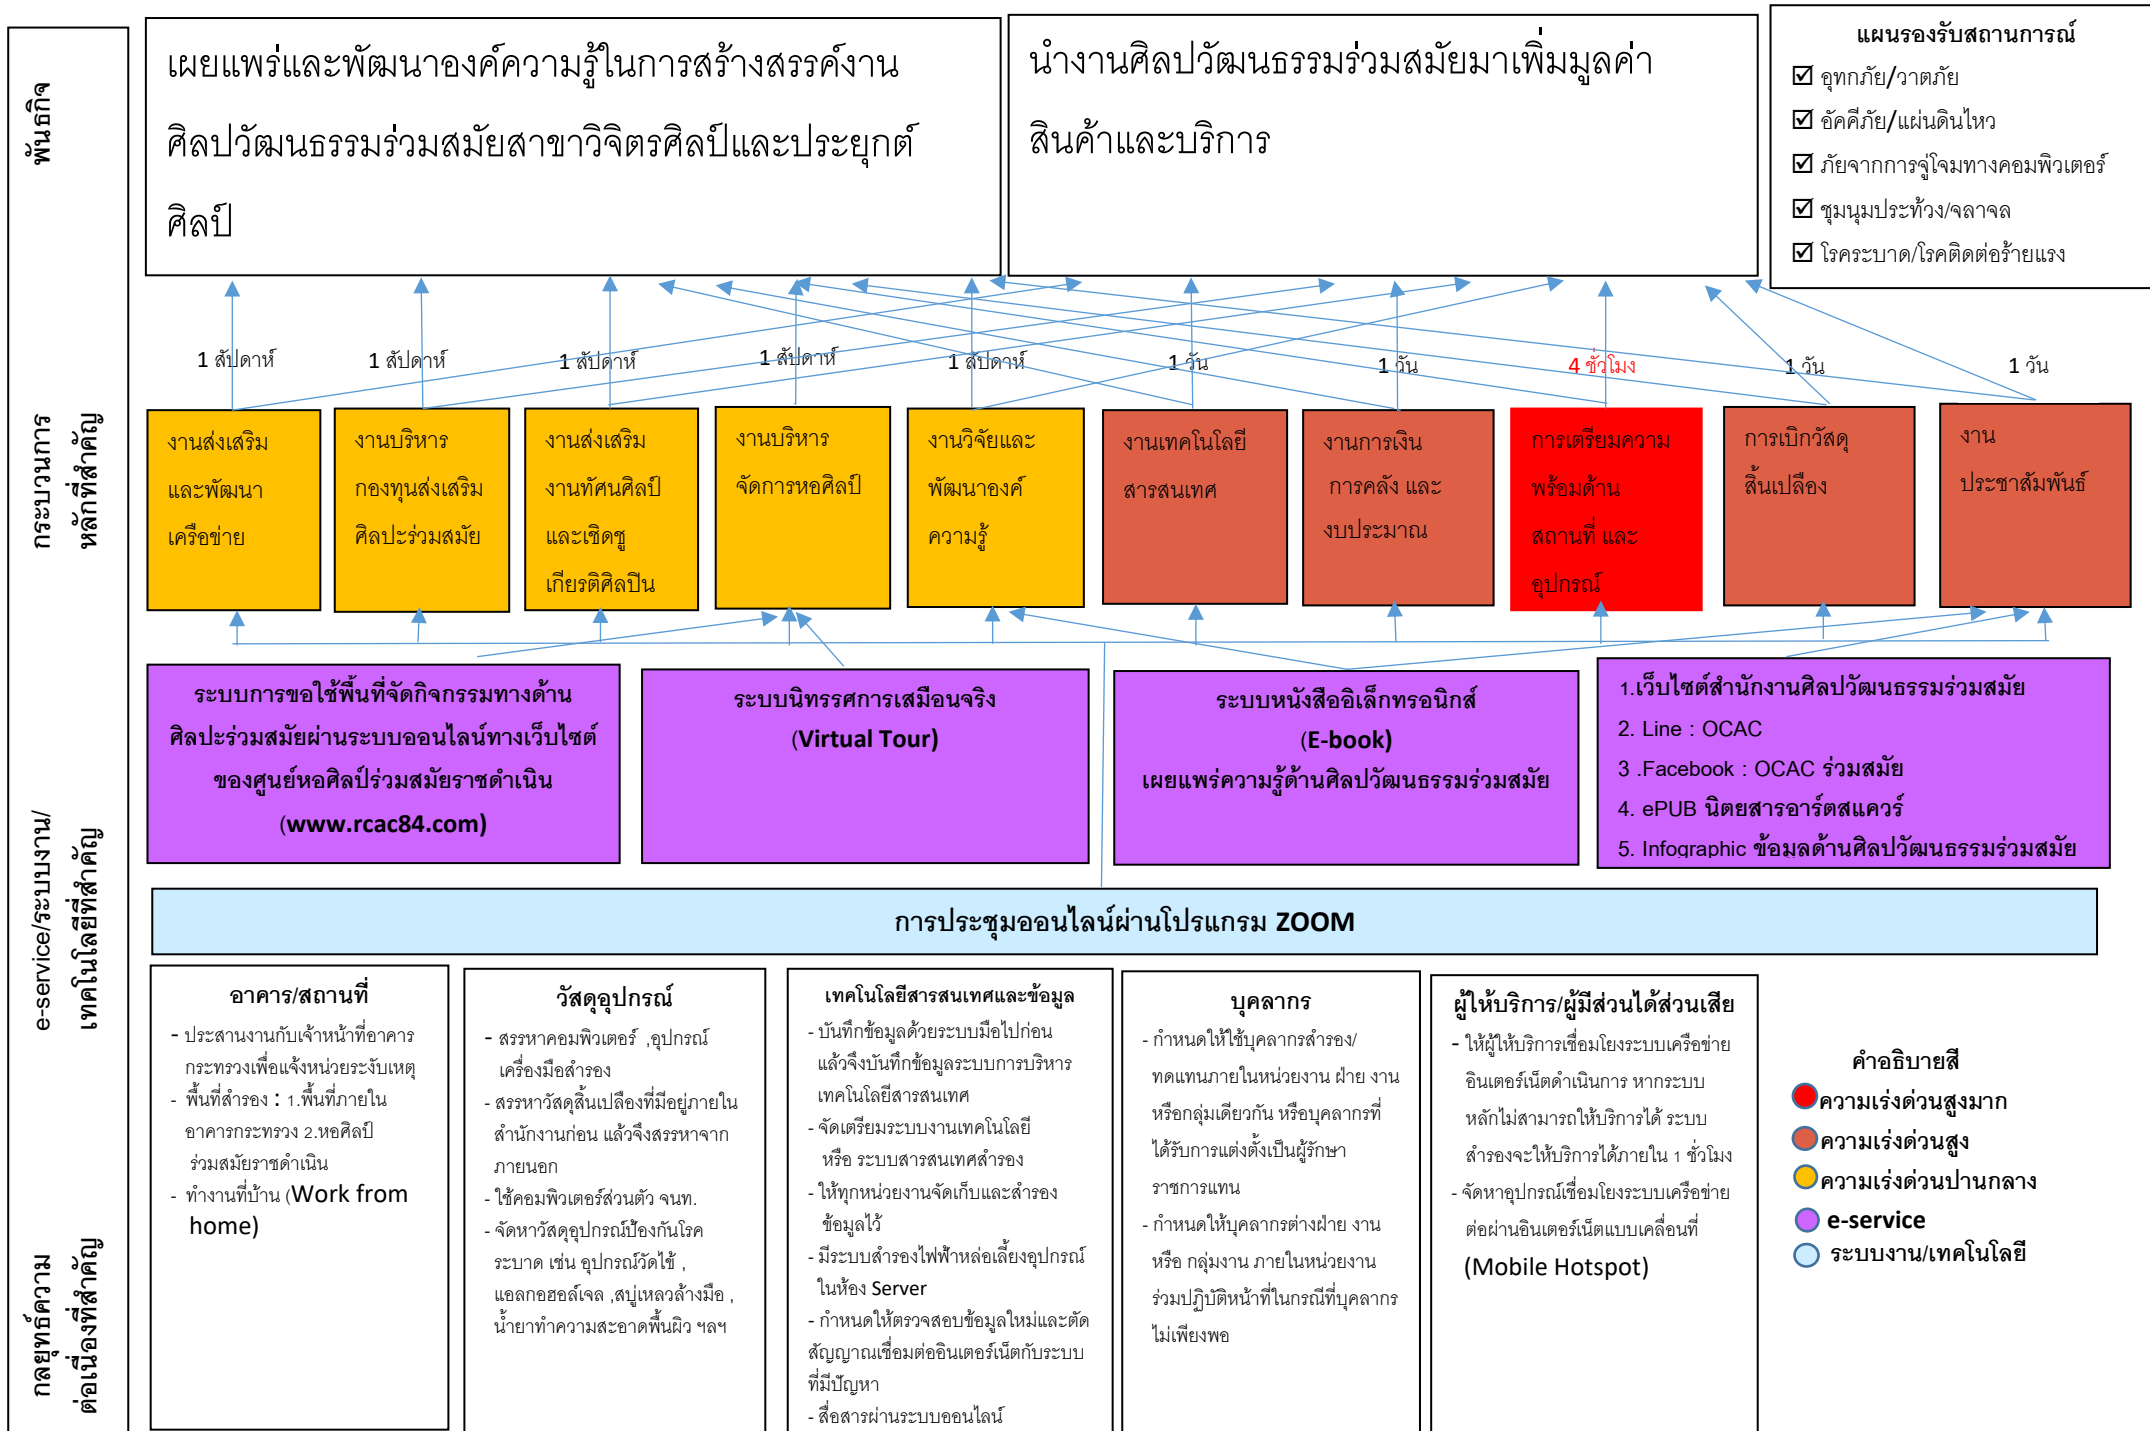 พันธกิจ
เผยแพร่และพัฒนาองค์ความรู้ในการสร้างสรรค์งาน
ศิลปวัฒนธรรมร่วมสมัยสาขาวิจิตรศิลป์และประยุกต์
ศิลป์
นำงานศิลปวัฒนธรรมร่วมสมัยมาเพิ่มมูลค่า
สินค้าและบริการ
แผนรองรับสถานการณ์
☑ อุทกภัย/วาตภัย
☑ อัคคีภัย/แผ่นดินไหว
☑ ภัยจากการจู่โจมทางคอมพิวเตอร์
☑ ชุมนุมประท้วง/จลาจล
☑ โรคระบาด/โรคติดต่อร้ายแรง
1 สัปดาห์
1 สัปดาห์
1 สัปดาห์
1 สัปดาห์
1 สัปดาห์
1 วัน
1 วัน
4 ชั่วโมง
1 วัน
1 วัน
กระบวนการ
หลักที่สำคัญ
งานส่งเสริม
และพัฒนา
เครือข่าย
งานบริหาร
กองทุนส่งเสริม
ศิลปะร่วมสมัย
งานส่งเสริม
งานทัศนศิลป์
และเชิดชู
เกียรติศิลปิน
งานบริหาร
จัดการหอศิลป์
งานวิจัยและ
พัฒนาองค์
ความรู้
งานเทคโนโลยี
สารสนเทศ
งานการเงิน
การคลัง และ
งบประมาณ
การเตรียมความ
พร้อมด้าน
สถานที่ และ
อุปกรณ์
การเบิกวัสดุ
สิ้นเปลือง
งาน
ประชาสัมพันธ์
e-service/ระบบงาน/
เทคโนโลยีที่สำคัญ
ระบบการขอใช้พื้นที่จัดกิจกรรมทางด้าน
ศิลปะร่วมสมัยผ่านระบบออนไลน์ทางเว็บไซต์
ของศูนย์หอศิลป์ร่วมสมัยราชดำเนิน
(www.rcac84.com)
ระบบนิทรรศการเสมือนจริง
(Virtual Tour)
ระบบหนังสืออิเล็กทรอนิกส์
(E-book)
เผยแพร่ความรู้ด้านศิลปวัฒนธรรมร่วมสมัย
1.เว็บไซต์สำนักงานศิลปวัฒนธรรมร่วมสมัย
2. Line : OCAC
3 .Facebook : OCAC ร่วมสมัย
4. ePUB นิตยสารอาร์ตสแควร์
5. Infographic ข้อมูลด้านศิลปวัฒนธรรมร่วมสมัย
การประชุมออนไลน์ผ่านโปรแกรม ZOOM
กลยุทธ์ความ
ต่อเนื่องที่สำคัญ
อาคาร/สถานที่
- ประสานงานกับเจ้าหน้าที่อาคาร
กระทรวงเพื่อแจ้งหน่วยระงับเหตุ
- พื้นที่สำรอง : 1.พื้นที่ภายใน
อาคารกระทรวง 2.หอศิลป์
ร่วมสมัยราชดำเนิน
- ทำงานที่บ้าน (Work from
home)
วัสดุอุปกรณ์
- สรรหาคอมพิวเตอร์ ,อุปกรณ์
เครื่องมือสำรอง
- สรรหาวัสดุสิ้นเปลืองที่มีอยู่ภายใน
สำนักงานก่อน แล้วจึงสรรหาจาก
ภายนอก
- ใช้คอมพิวเตอร์ส่วนตัว จนท.
- จัดหาวัสดุอุปกรณ์ป้องกันโรค
ระบาด เช่น อุปกรณ์วัดไข้ ,
แอลกอฮอล์เจล ,สบู่เหลวล้างมือ ,
น้ำยาทำความสะอาดพื้นผิว ฯลฯ
เทคโนโลยีสารสนเทศและข้อมูล
- บันทึกข้อมูลด้วยระบบมือไปก่อน
แล้วจึงบันทึกข้อมูลระบบการบริหาร
เทคโนโลยีสารสนเทศ
- จัดเตรียมระบบงานเทคโนโลยี
หรือ ระบบสารสนเทศสำรอง
- ให้ทุกหน่วยงานจัดเก็บและสำรอง
ข้อมูลไว้
- มีระบบสำรองไฟฟ้าหล่อเลี้ยงอุปกรณ์
ในห้อง Server
- กำหนดให้ตรวจสอบข้อมูลใหม่และตัด
สัญญาณเชื่อมต่ออินเตอร์เน็ตกับระบบ
ที่มีปัญหา
- สื่อสารผ่านระบบออนไลน์
บุคลากร
- กำหนดให้ใช้บุคลากรสำรอง/
ทดแทนภายในหน่วยงาน ฝ่าย งาน
หรือกลุ่มเดียวกัน หรือบุคลากรที่
ได้รับการแต่งตั้งเป็นผู้รักษา
ราชการแทน
- กำหนดให้บุคลากรต่างฝ่าย งาน
หรือ กลุ่มงาน ภายในหน่วยงาน
ร่วมปฏิบัติหน้าที่ในกรณีที่บุคลากร
ไม่เพียงพอ
ผู้ให้บริการ/ผู้มีส่วนได้ส่วนเสีย
- ให้ผู้ให้บริการเชื่อมโยงระบบเครือข่าย
อินเตอร์เน็ตดำเนินการ หากระบบ
หลักไม่สามารถให้บริการได้ ระบบ
สำรองจะให้บริการได้ภายใน 1 ชั่วโมง
- จัดหาอุปกรณ์เชื่อมโยงระบบเครือข่าย
ต่อผ่านอินเตอร์เน็ตแบบเคลื่อนที่
(Mobile Hotspot)
คำอธิบายสี
ความเร่งด่วนสูงมาก
ความเร่งด่วนสูง
ความเร่งด่วนปานกลาง
e-service
ระบบงาน/เทคโนโลยี